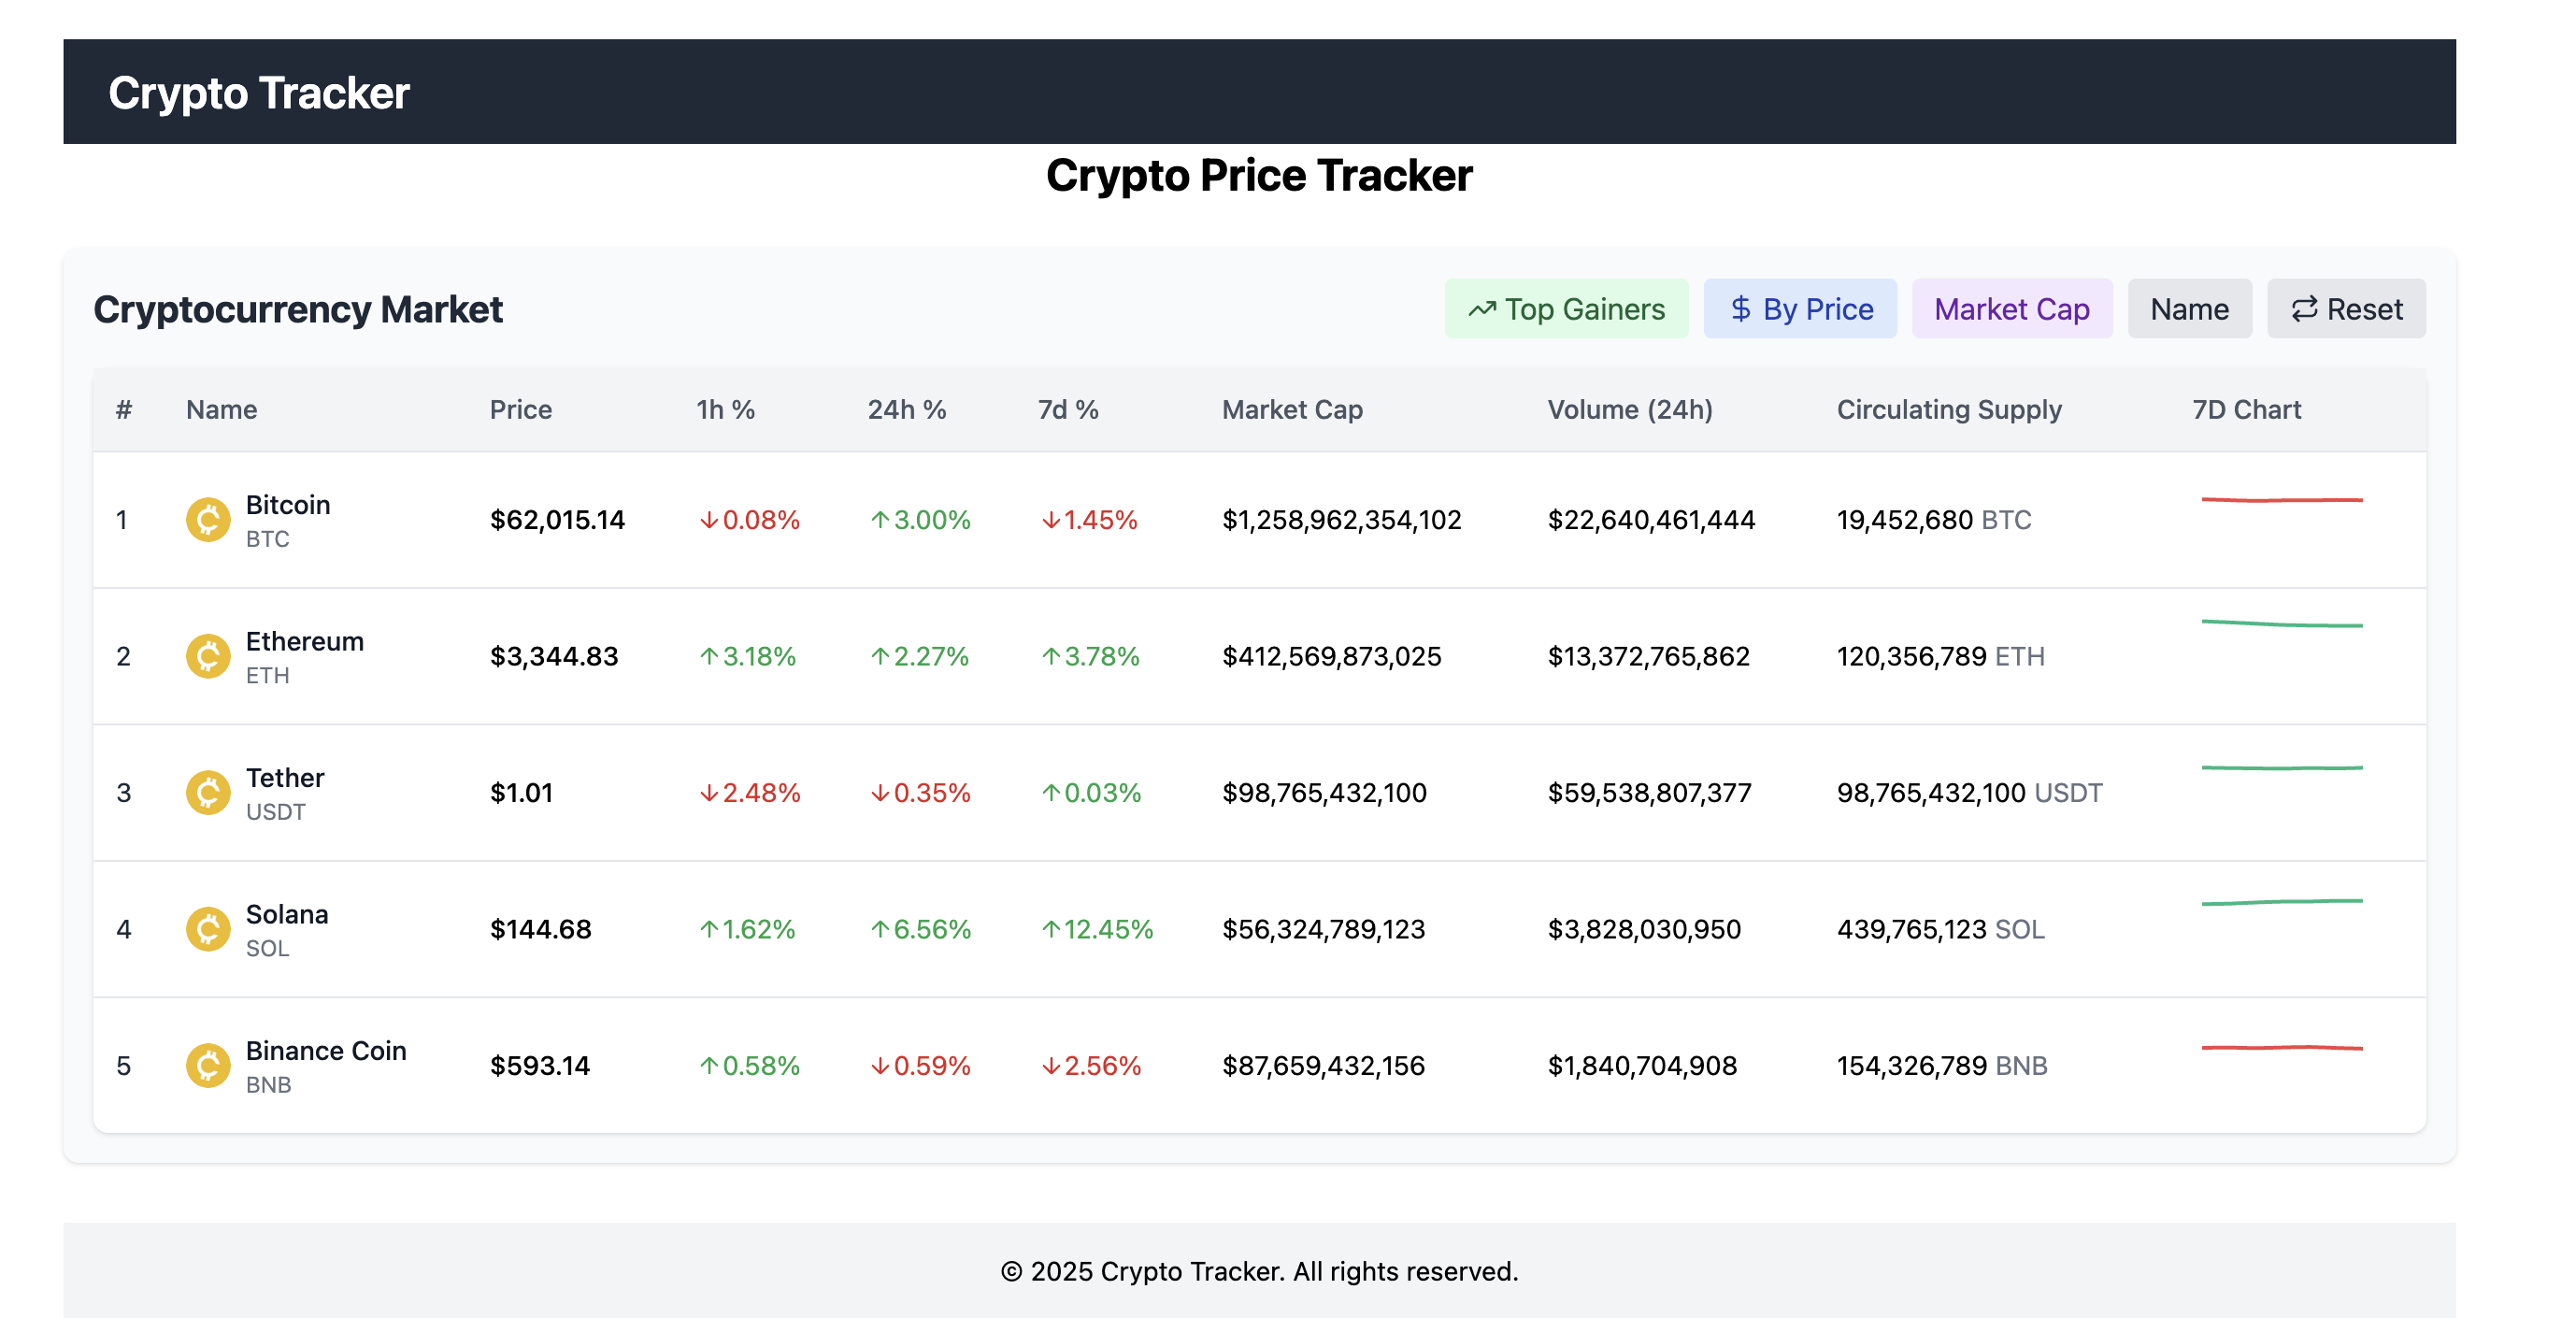 Crypto Tracker
Crypto Price Tracker
Cryptocurrency Market
Top Gainers $ By Price Market Cap Name Reset
# Name Price 1h % 24h % 7d % Market Cap Volume (24h) Circulating Supply 7D Chart
1 Bitcoin BTC $62,015.14 ↓0.08% ↑3.00% ↓1.45% $1,258,962,354,102 $22,640,461,444 19,452,680 BTC
2 Ethereum ETH $3,344.83 ↑3.18% ↑2.27% ↑3.78% $412,569,873,025 $13,372,765,862 120,356,789 ETH
3 Tether USDT $1.01 ↓2.48% ↓0.35% ↑0.03% $98,765,432,100 $59,538,807,377 98,765,432,100 USDT
4 Solana SOL $144.68 ↑1.62% ↑6.56% ↑12.45% $56,324,789,123 $3,828,030,950 439,765,123 SOL
5 Binance Coin BNB $593.14 ↑0.58% ↓0.59% ↓2.56% $87,659,432,156 $1,840,704,908 154,326,789 BNB
© 2025 Crypto Tracker. All rights reserved.